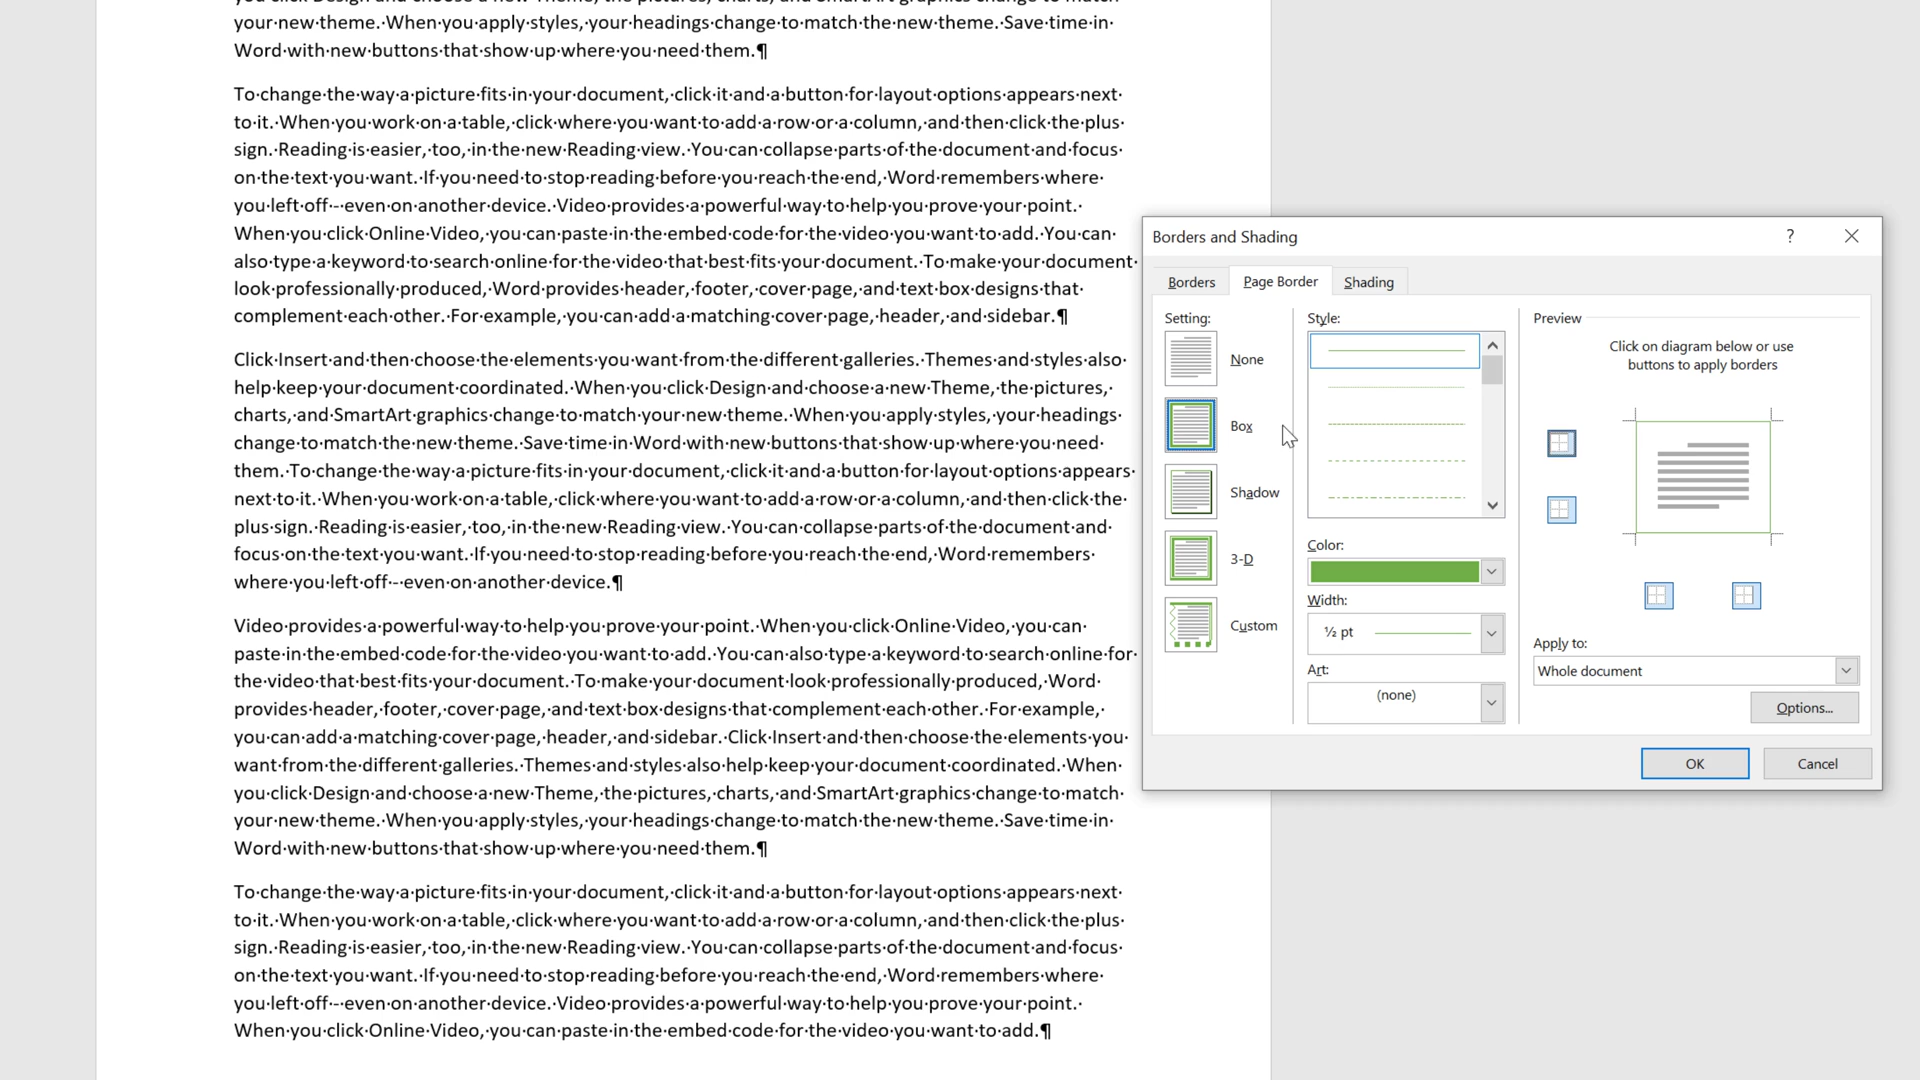 you click Design and choose a new Theme, the pictures, charts, and SmartArt graphics change to match
your·new·theme.·When·you·apply·styles,·your·headings·change·to·match·the·new·theme.·Save·time·in·
Word·with·new·buttons·that·show·up·where·you·need·them.¶
To·change·the·way·a·picture·fits·in·your·document,·click·it·and·a·button·for·layout·options·appears·next·
to·it.·When·you·work·on·a·table,·click·where·you·want·to·add·a·row·or·a·column,·and·then·click·the·plus·
sign.·Reading·is·easier,·too,·in·the·new·Reading·view.·You·can·collapse·parts·of·the·document·and·focus·
on·the·text·you·want.·If·you·need·to·stop·reading·before·you·reach·the·end,·Word·remembers·where·
you·left·off·-·even·on·another·device.·Video·provides·a·powerful·way·to·help·you·prove·your·point.·
When·you·click·Online·Video,·you·can·paste·in·the·embed·code·for·the·video·you·want·to·add.·You·can·
also·type·a·keyword·to·search·online·for·the·video·that·best·fits·your·document.·To·make·your·document·
look·professionally·produced,·Word·provides·header,·footer,·cover·page,·and·text·box·designs·that·
complement·each·other.·For·example,·you·can·add·a·matching·cover·page,·header,·and·sidebar.¶
Click·Insert·and·then·choose·the·elements·you·want·from·the·different·galleries.·Themes·and·styles·also·
help·keep·your·document·coordinated.·When·you·click·Design·and·choose·a·new·Theme,·the·pictures,·
charts,·and·SmartArt·graphics·change·to·match·your·new·theme.·When·you·apply·styles,·your·headings·
change·to·match·the·new·theme.·Save·time·in·Word·with·new·buttons·that·show·up·where·you·need·
them.·To·change·the·way·a·picture·fits·in·your·document,·click·it·and·a·button·for·layout·options·appears·
next·to·it.·When·you·work·on·a·table,·click·where·you·want·to·add·a·row·or·a·column,·and·then·click·the·
plus·sign.·Reading·is·easier,·too,·in·the·new·Reading·view.·You·can·collapse·parts·of·the·document·and·
focus·on·the·text·you·want.·If·you·need·to·stop·reading·before·you·reach·the·end,·Word·remembers·
where·you·left·off·-·even·on·another·device.¶
Video·provides·a·powerful·way·to·help·you·prove·your·point.·When·you·click·Online·Video,·you·can·
paste·in·the·embed·code·for·the·video·you·want·to·add.·You·can·also·type·a·keyword·to·search·online·for·
the·video·that·best·fits·your·document.·To·make·your·document·look·professionally·produced,·Word·
provides·header,·footer,·cover·page,·and·text·box·designs·that·complement·each·other.·For·example,·
you·can·add·a·matching·cover·page,·header,·and·sidebar.·Click·Insert·and·then·choose·the·elements·you·
want·from·the·different·galleries.·Themes·and·styles·also·help·keep·your·document·coordinated.·When·
you·click·Design·and·choose·a·new·Theme,·the·pictures,·charts,·and·SmartArt·graphics·change·to·match·
your·new·theme.·When·you·apply·styles,·your·headings·change·to·match·the·new·theme.·Save·time·in·
Word·with·new·buttons·that·show·up·where·you·need·them.¶
To·change·the·way·a·picture·fits·in·your·document,·click·it·and·a·button·for·layout·options·appears·next·
to·it.·When·you·work·on·a·table,·click·where·you·want·to·add·a·row·or·a·column,·and·then·click·the·plus·
sign.·Reading·is·easier,·too,·in·the·new·Reading·view.·You·can·collapse·parts·of·the·document·and·focus·
on·the·text·you·want.·If·you·need·to·stop·reading·before·you·reach·the·end,·Word·remembers·where·
you·left·off·-·even·on·another·device.·Video·provides·a·powerful·way·to·help·you·prove·your·point.·
When·you·click·Online·Video,·you·can·paste·in·the·embed·code·for·the·video·you·want·to·add.¶
Borders and Shading
?
Borders
Page Border
Shading
Setting:
None
Box
Shadow
3-D
Custom
Style:
Color:
Width:
½ pt
Art:
(none)
Preview
Click on diagram below or use
buttons to apply borders
Apply to:
Whole document
Options...
OK
Cancel